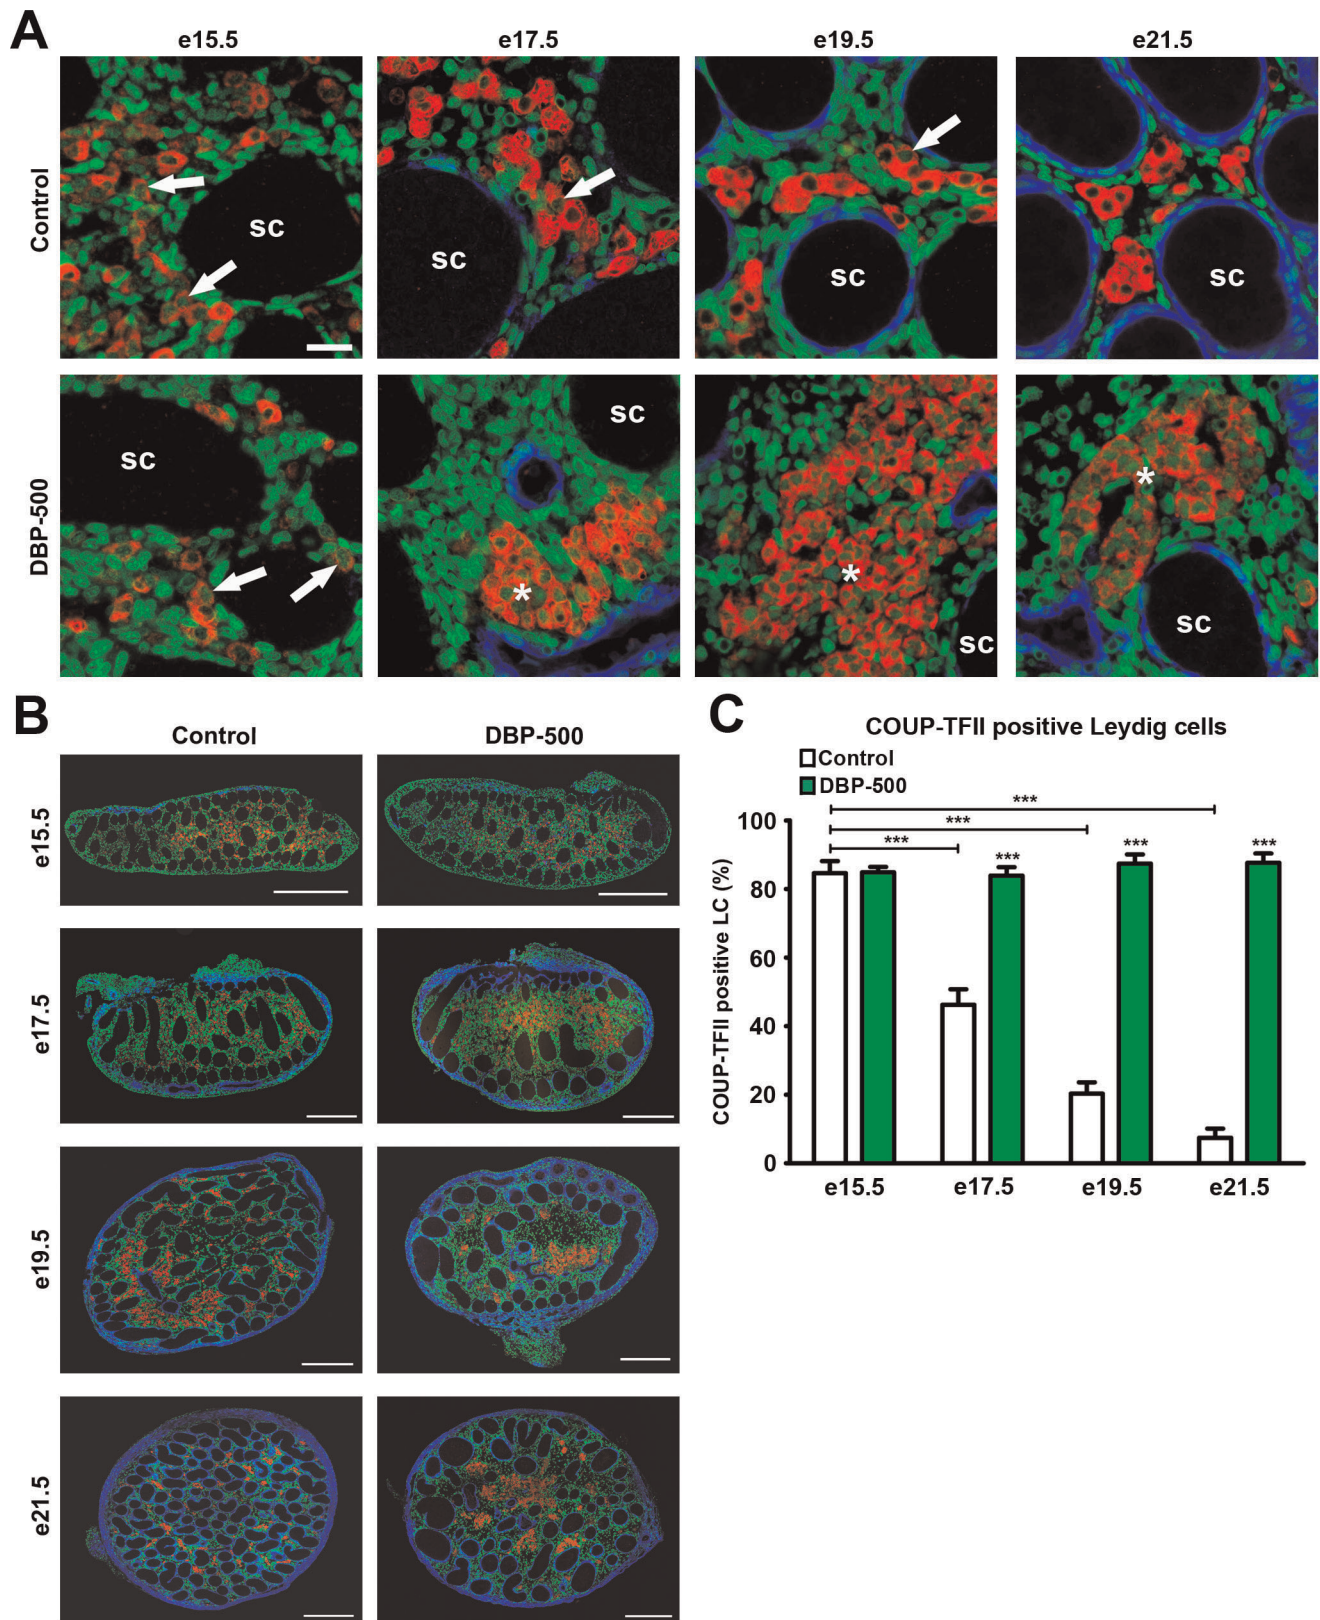 A
e15.5 e17.5 e19.5 e21.5
Control
sc sc sc sc
DBP-500
sc sc sc sc
* * *
B
Control DBP-500
e15.5
e17.5
e19.5
e21.5
C
COUP-TFII positive Leydig cells
Control
DBP-500
COUP-TFII positive LC (%)
100
80
60
40
20
0
***
***
***
*** *** ***
e15.5 e17.5 e19.5 e21.5